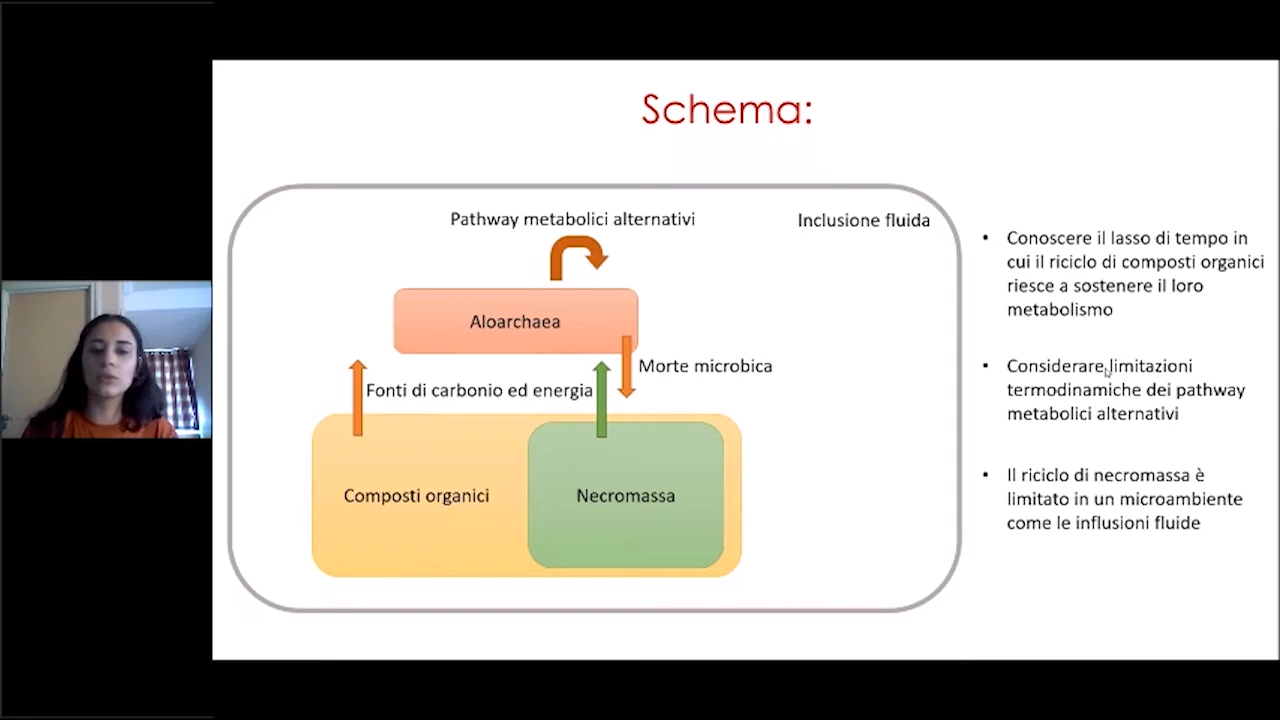 Schema:
Pathway metabolici alternativi
Inclusione fluida
Aloarchaea
Morte microbica
Fonti di carbonio ed energia
Composti organici
Necromassa
• Conoscere il lasso di tempo in
cui il riciclo di composti organici
riesce a sostenere il loro
metabolismo
• Considerare limitazioni
termodinamiche dei pathway
metabolici alternativi
• Il riciclo di necromassa è
limitato in un microambiente
come le influsioni fluide